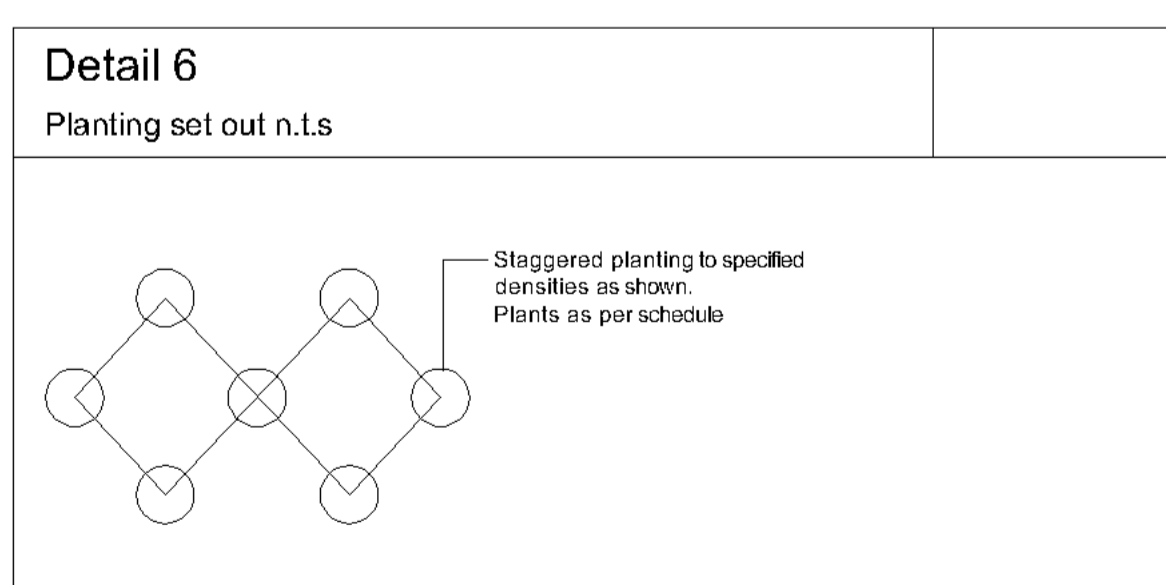 Detail 6
Planting set out n.t.s
Staggered planting to specified
densities as shown.
Plants as per schedule